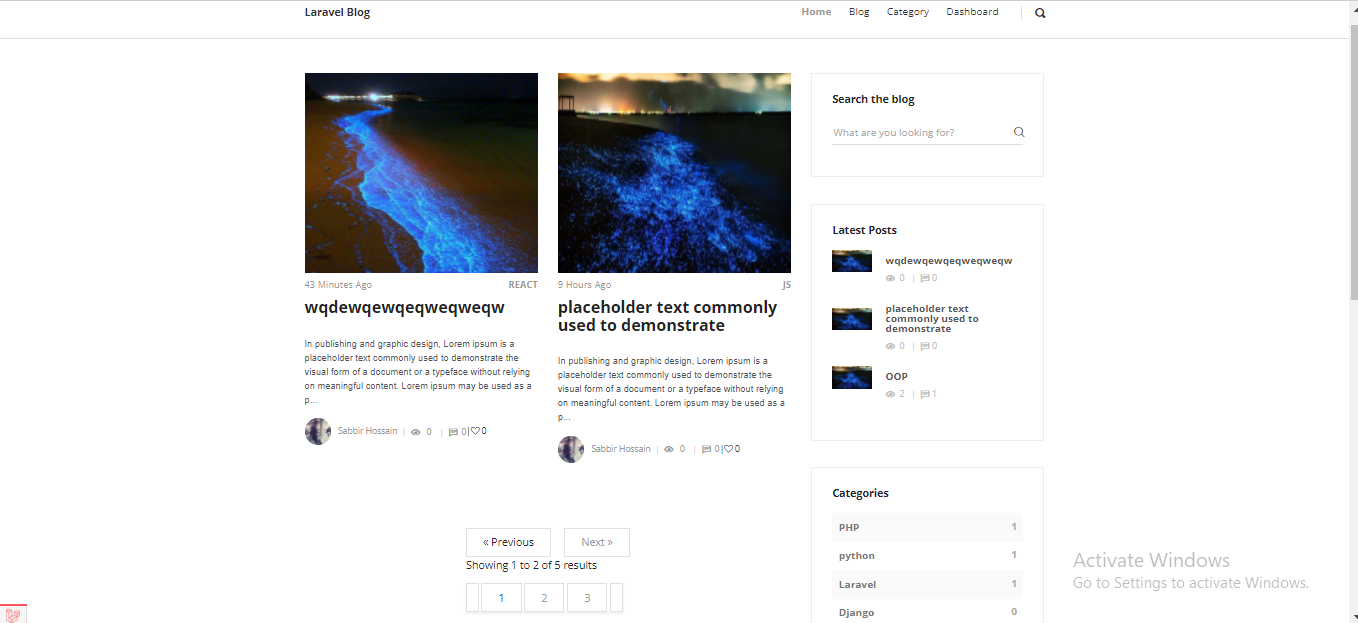 Laravel Blog
Home Blog Category Dashboard
43 Minutes Ago REACT
wqdewqewqeqweqweqw
In publishing and graphic design, Lorem ipsum is a
placeholder text commonly used to demonstrate the
visual form of a document or a typeface without relying
on meaningful content. Lorem ipsum may be used as a
p...
Sabbir Hossain | 0 | 0|0
9 Hours Ago JS
placeholder text commonly
used to demonstrate
In publishing and graphic design, Lorem ipsum is a
placeholder text commonly used to demonstrate the
visual form of a document or a typeface without relying
on meaningful content. Lorem ipsum may be used as a
p...
Sabbir Hossain | 0 | 0|0
« Previous Next »
Showing 1 to 2 of 5 results
1 2 3
Search the blog
What are you looking for?
Latest Posts
wqdewqewqeqweqweqw
0 | 0
placeholder text
commonly used to
demonstrate
0 | 0
OOP
2 | 1
Categories
PHP 1
python 1
Laravel 1
Django 0
Activate Windows
Go to Settings to activate Windows.